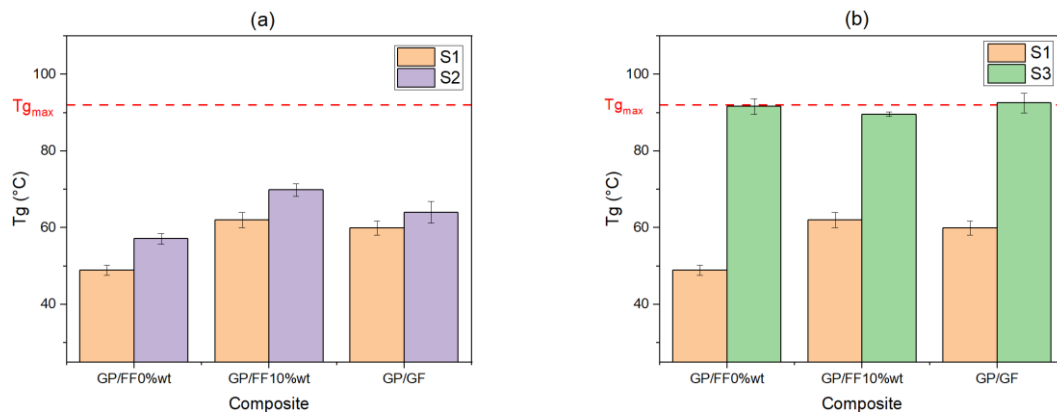 (a)
S1
S2
100
Tgmax
80
60
40
Tg (°C)
GP/FF0%wt GP/FF10%wt GP/GF
Composite
(b)
S1
S3
100
Tgmax
80
60
40
Tg (°C)
GP/FF0%wt GP/FF10%wt GP/GF
Composite